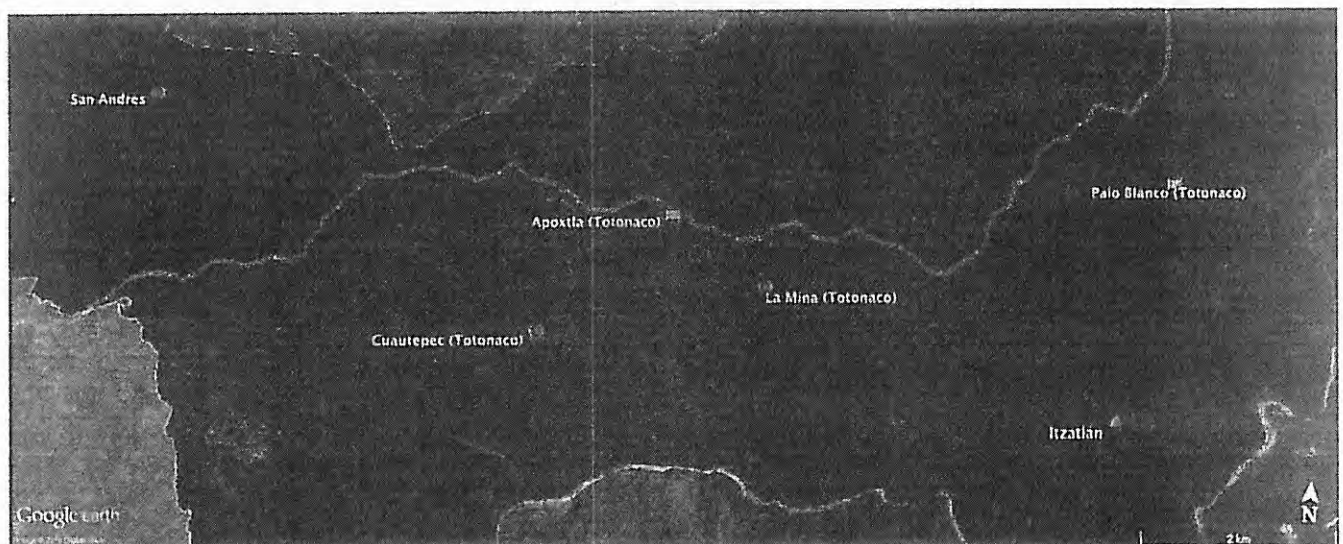 San Andres
Palo Blanco (Totonaco)
Apoxtla (Totonaco)
La Mina (Totonaco)
Cuautepec (Totonaco)
Itzatlán
N
Google earth
2 km